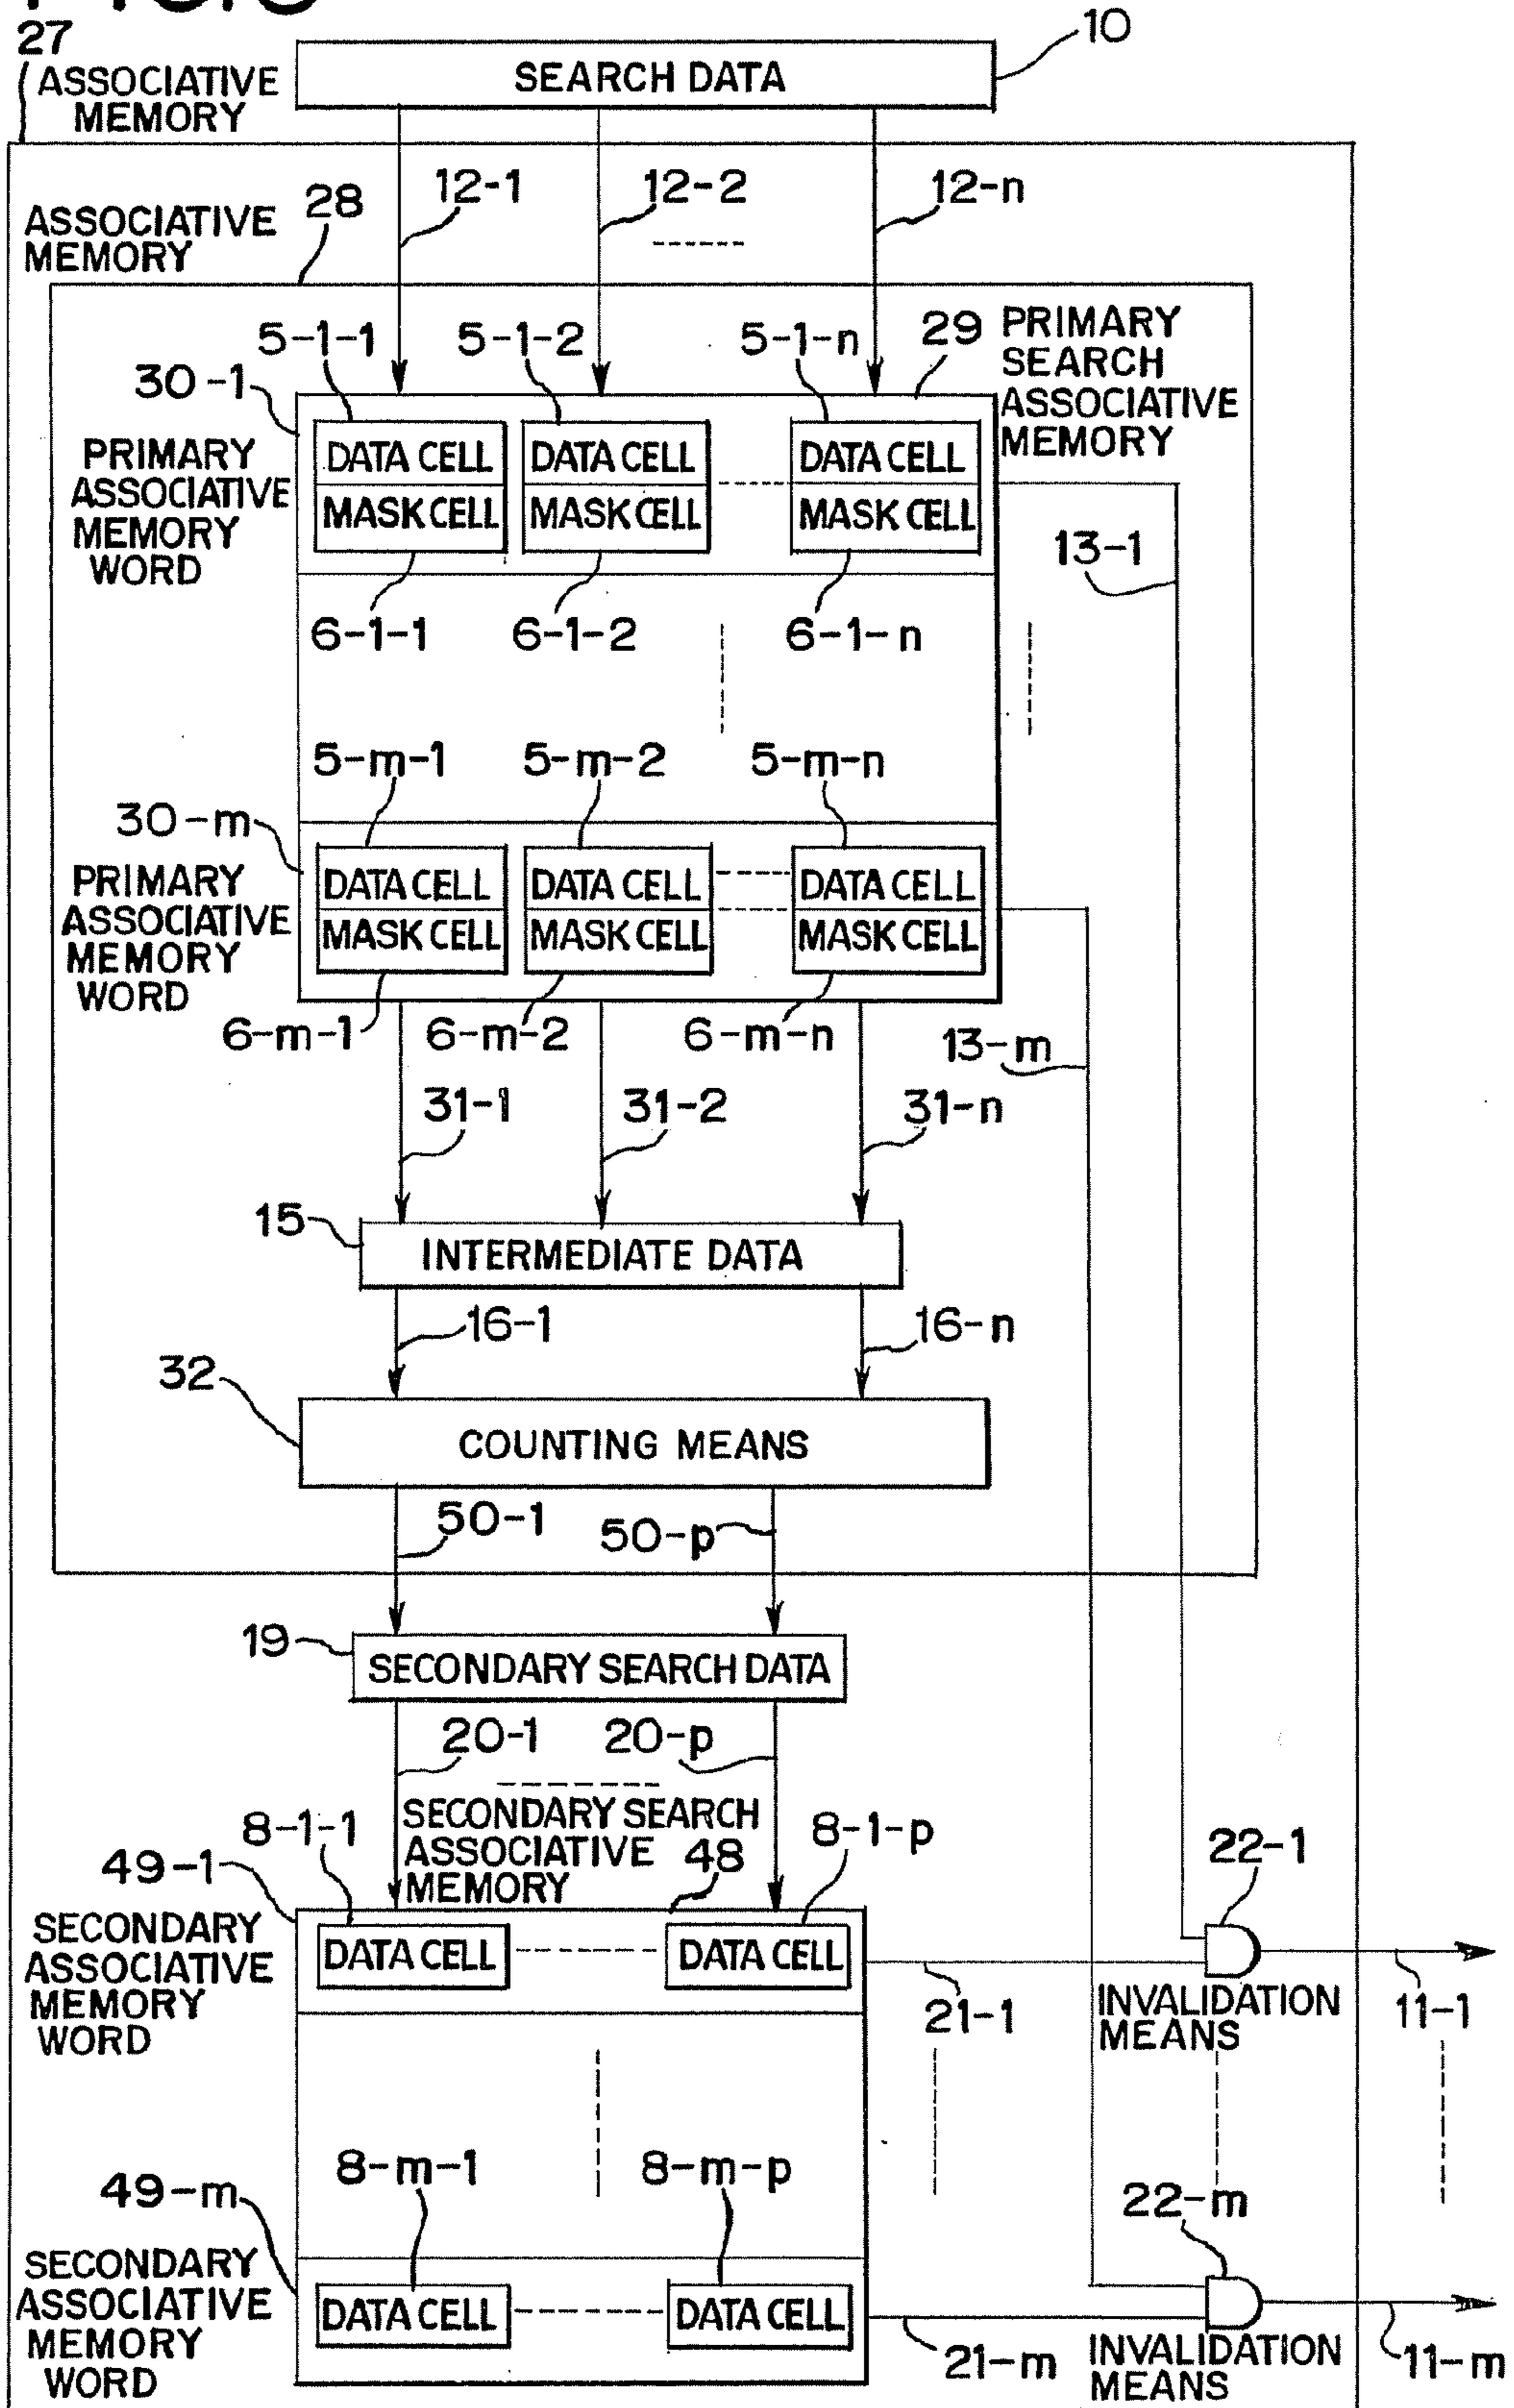 27
ASSOCIATIVE
MEMORY
SEARCH DATA
10
12-1
12-2
12-n
ASSOCIATIVE
MEMORY
28
5-1-1
5-1-2
5-1-n
29
PRIMARY
SEARCH
ASSOCIATIVE
MEMORY
30-1
PRIMARY
ASSOCIATIVE
MEMORY
WORD
DATA CELL
DATA CELL
DATA CELL
MASK CELL
MASK CELL
MASK CELL
13-1
6-1-1
6-1-2
6-1-n
5-m-1
5-m-2
5-m-n
30-m
PRIMARY
ASSOCIATIVE
MEMORY
WORD
DATA CELL
DATA CELL
DATA CELL
MASK CELL
MASK CELL
MASK CELL
6-m-1
6-m-2
6-m-n
13-m
31-1
31-2
31-n
15
INTERMEDIATE DATA
16-1
16-n
32
COUNTING MEANS
50-1
50-p
19
SECONDARY SEARCH DATA
20-1
20-p
SECONDARY SEARCH
ASSOCIATIVE
MEMORY
48
8-1-1
8-1-p
49-1
SECONDARY
ASSOCIATIVE
MEMORY
WORD
DATA CELL
DATA CELL
22-1
21-1
INVALIDATION
MEANS
11-1
8-m-1
8-m-p
49-m
SECONDARY
ASSOCIATIVE
MEMORY
WORD
DATA CELL
DATA CELL
22-m
21-m
INVALIDATION
MEANS
11-m